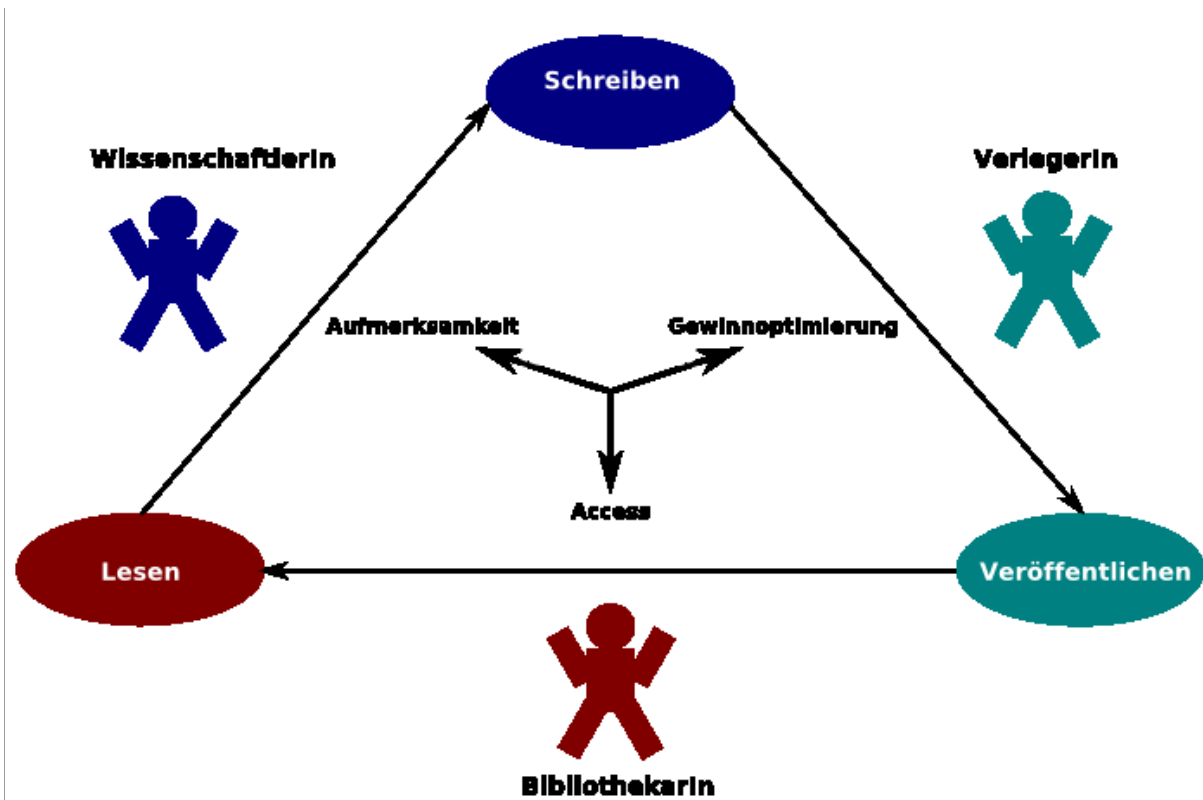 Schreiben
WissenschaftlerIn
VerlegerIn
Aufmerksamkeit
Gewinnoptimierung
Access
Lesen
Veröffentlichen
BibliothekarIn